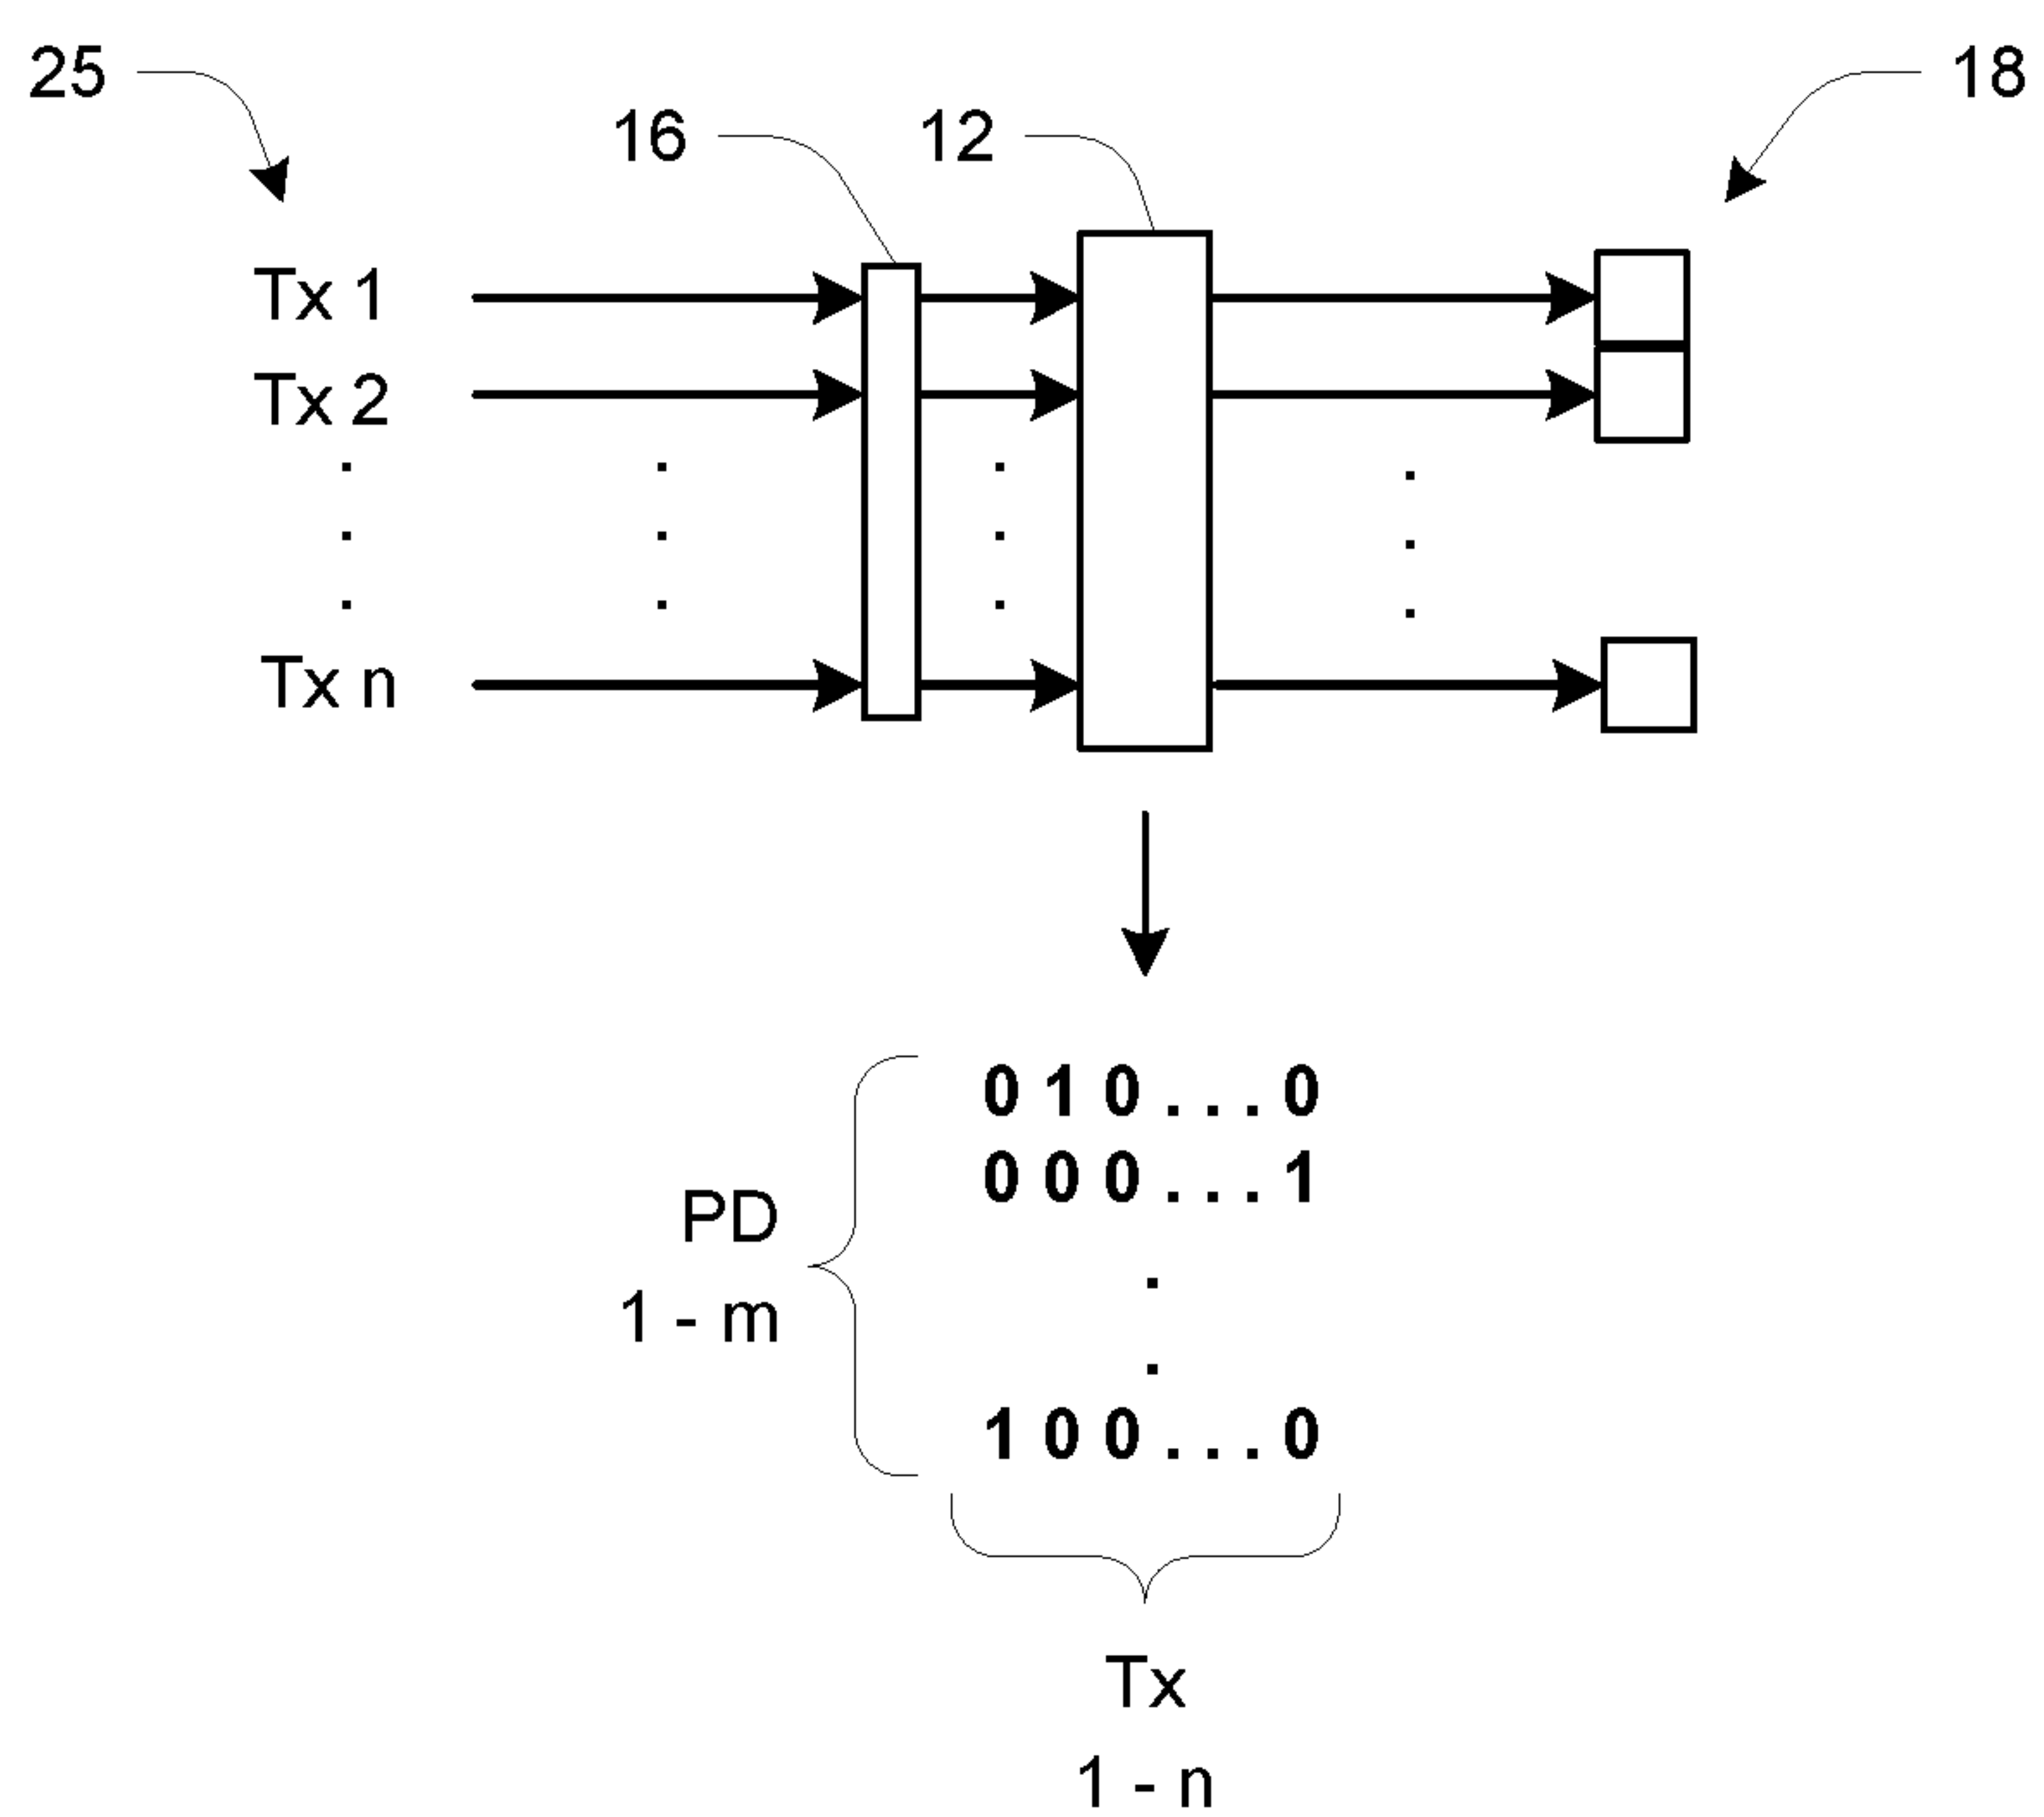 25
18
16
12
Tx 1
Tx 2
.
.
.
Tx n
0 1 0 . . . 0
0 0 0 . . . 1
.
.
1 0 0 . . . 0
PD
1 - m
Tx
1 - n